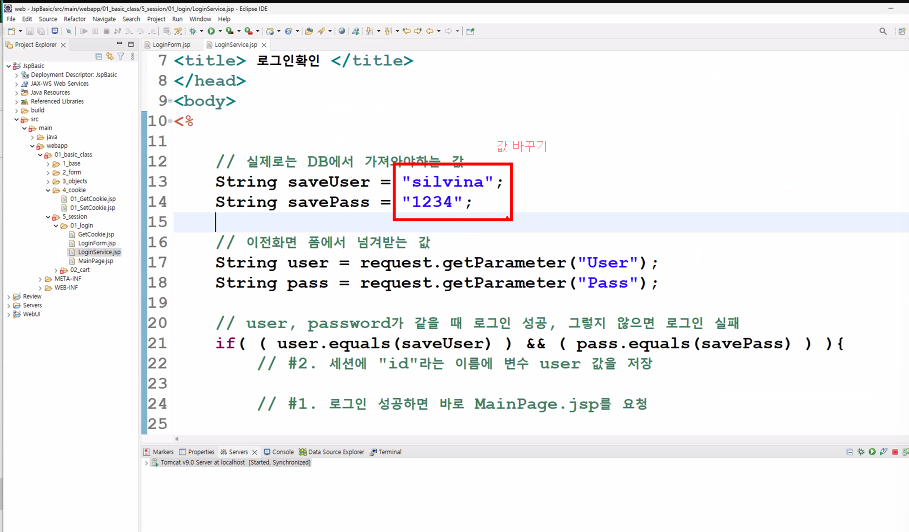 web - JspBasic/src/main/webapp/01_basic_class/5_session/01_login/LoginService.jsp - Eclipse IDE
File Edit Source Refactor Navigate Search Project Run Window Help
Project Explorer
JspBasic
Deployment Descriptor: JspBasic
JAX-WS Web Services
Java Resources
Referenced Libraries
build
src
main
java
webapp
01_basic_class
1_base
2_form
3_objects
4_cookie
01_GetCookie.jsp
01_SetCookie.jsp
5_session
01_login
GetCookie.jsp
LoginForm.jsp
LoginService.jsp
MainPage.jsp
02_cart
META-INF
WEB-INF
Review
Servers
WebUI
LoginForm.jsp LoginService.jsp
7 <title> 로그인확인 </title>
8 </head>
9 <body>
10 <%
11
값 바꾸기
12 // 실제로는 DB에서 가져와야하는 값
13 String saveUser = "silvina";
14 String savePass = "1234";
15
16 // 이전화면 폼에서 넘겨받는 값
17 String user = request.getParameter("User");
18 String pass = request.getParameter("Pass");
19
20 // user, password가 같을 때 로그인 성공, 그렇지 않으면 로그인 실패
21 if( ( user.equals(saveUser) ) && ( pass.equals(savePass) ) ){
22 // #2. 세션에 "id"라는 이름에 변수 user 값을 저장
23
24 // #1. 로그인 성공하면 바로 MainPage.jsp를 요청
25
Markers Properties Servers Console Data Source Explorer Terminal
Tomcat v9.0 Server at localhost [Started, Synchronized]